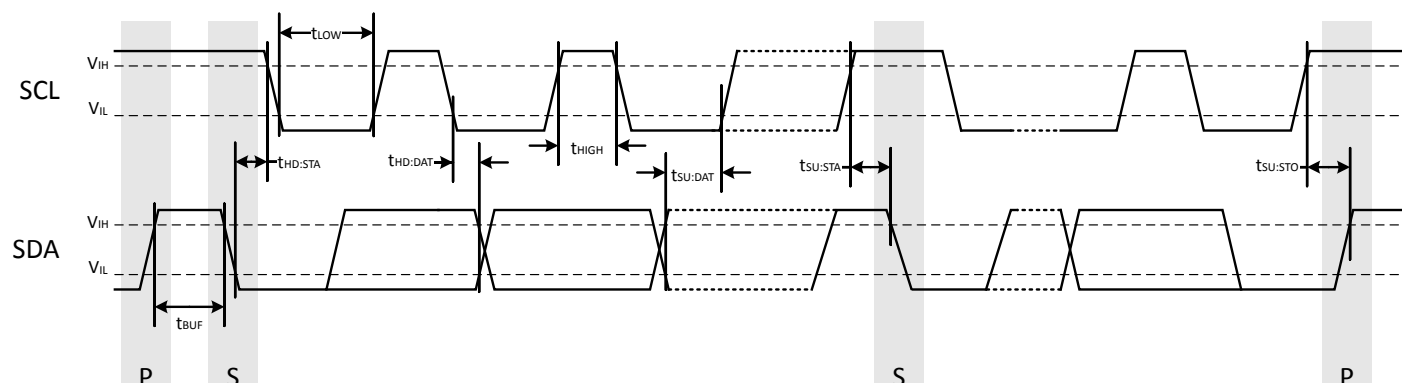 tLOW
VIH
SCL
VIL
tHD:STA
tHD:DAT
tHIGH
tSU:DAT
tSU:STA
tSU:STO
VIH
SDA
VIL
tBUF
P
S
S
P